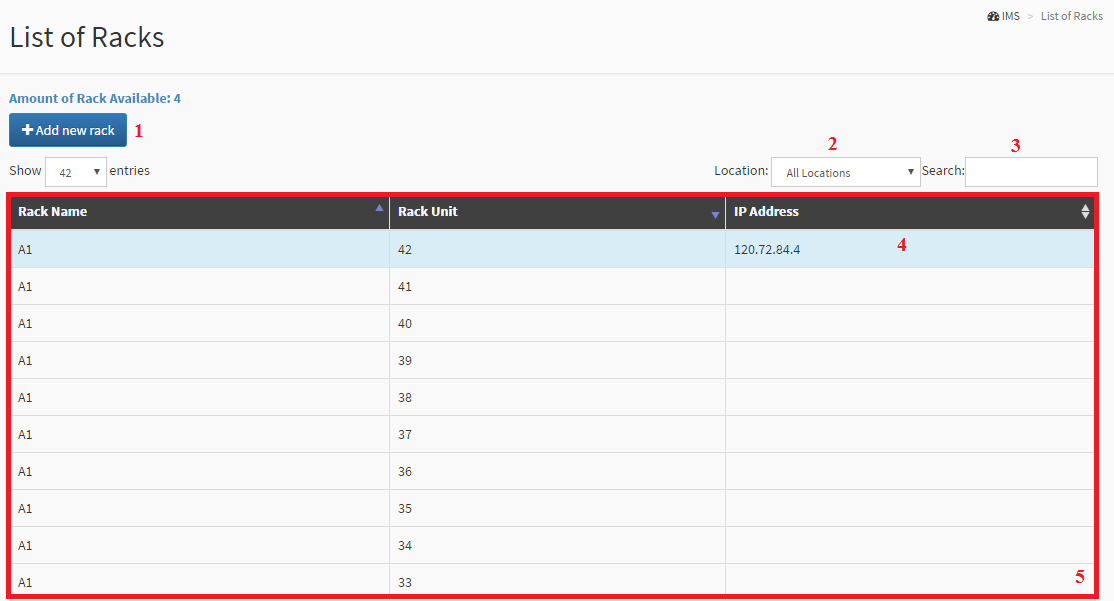 IMS > List of Racks
List of Racks
Amount of Rack Available: 4
Add new rack 1
2 3
Show 42 entries Location: All Locations Search:
Rack Name Rack Unit IP Address
A1 42 120.72.84.4 4
A1 41
A1 40
A1 39
A1 38
A1 37
A1 36
A1 35
A1 34
A1 33 5